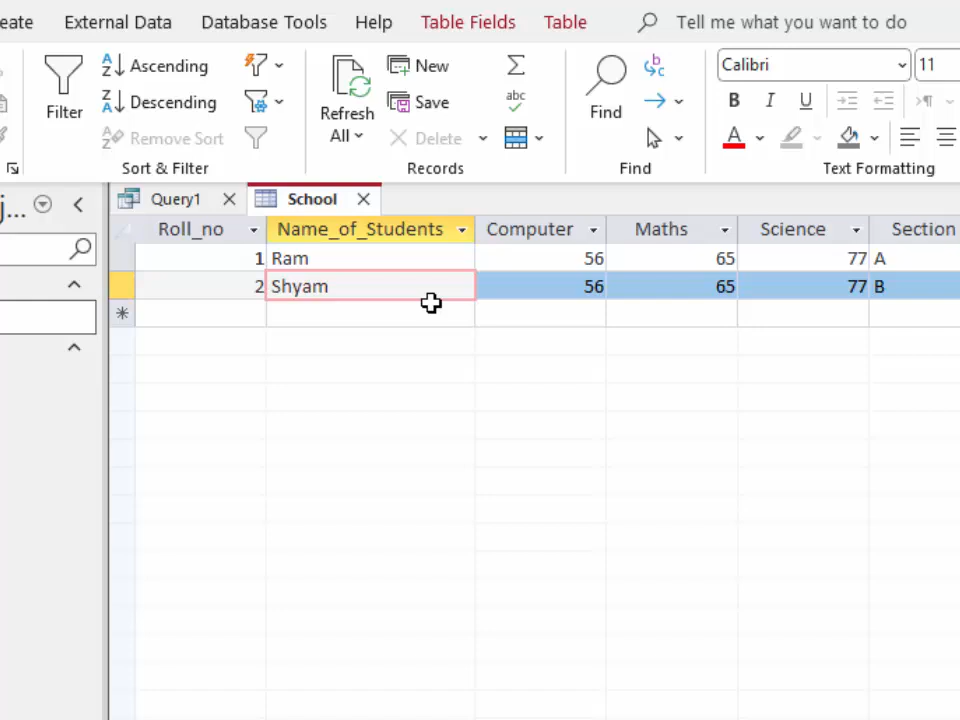 eate External Data Database Tools Help Table Fields Table Tell me what you want to do
Filter
Ascending
Descending
Remove Sort
Sort & Filter
Refresh
All
New
Save
Delete
Records
abc
Find
Find
Calibri 11
B I U
A
Text Formatting
Query1 School
Roll_no Name_of_Students Computer Maths Science Section
1 Ram 56 65 77 A
2 Shyam 56 65 77 B